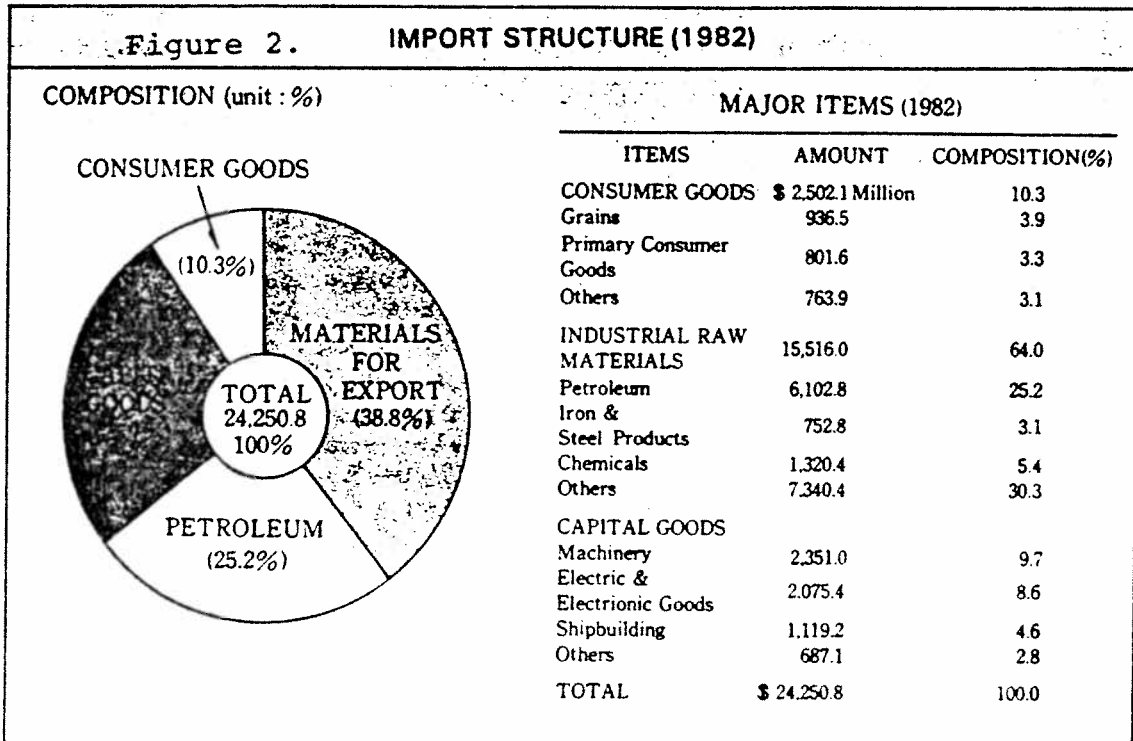 Figure 2. IMPORT STRUCTURE (1982)
COMPOSITION (unit : %)
CONSUMER GOODS
(10.3%)
MATERIALS
FOR
EXPORT
(38.8%)
TOTAL
24,250.8
100%
GOODS
PETROLEUM
(25.2%)
MAJOR ITEMS (1982)
ITEMS AMOUNT COMPOSITION(%)
CONSUMER GOODS $ 2,502.1 Million 10.3
Grains 936.5 3.9
Primary Consumer
Goods 801.6 3.3
Others 763.9 3.1
INDUSTRIAL RAW
MATERIALS 15,516.0 64.0
Petroleum 6,102.8 25.2
Iron &
Steel Products 752.8 3.1
Chemicals 1,320.4 5.4
Others 7,340.4 30.3
CAPITAL GOODS
Machinery 2,351.0 9.7
Electric &
Electrionic Goods 2.075.4 8.6
Shipbuilding 1,119.2 4.6
Others 687.1 2.8
TOTAL $ 24,250.8 100.0